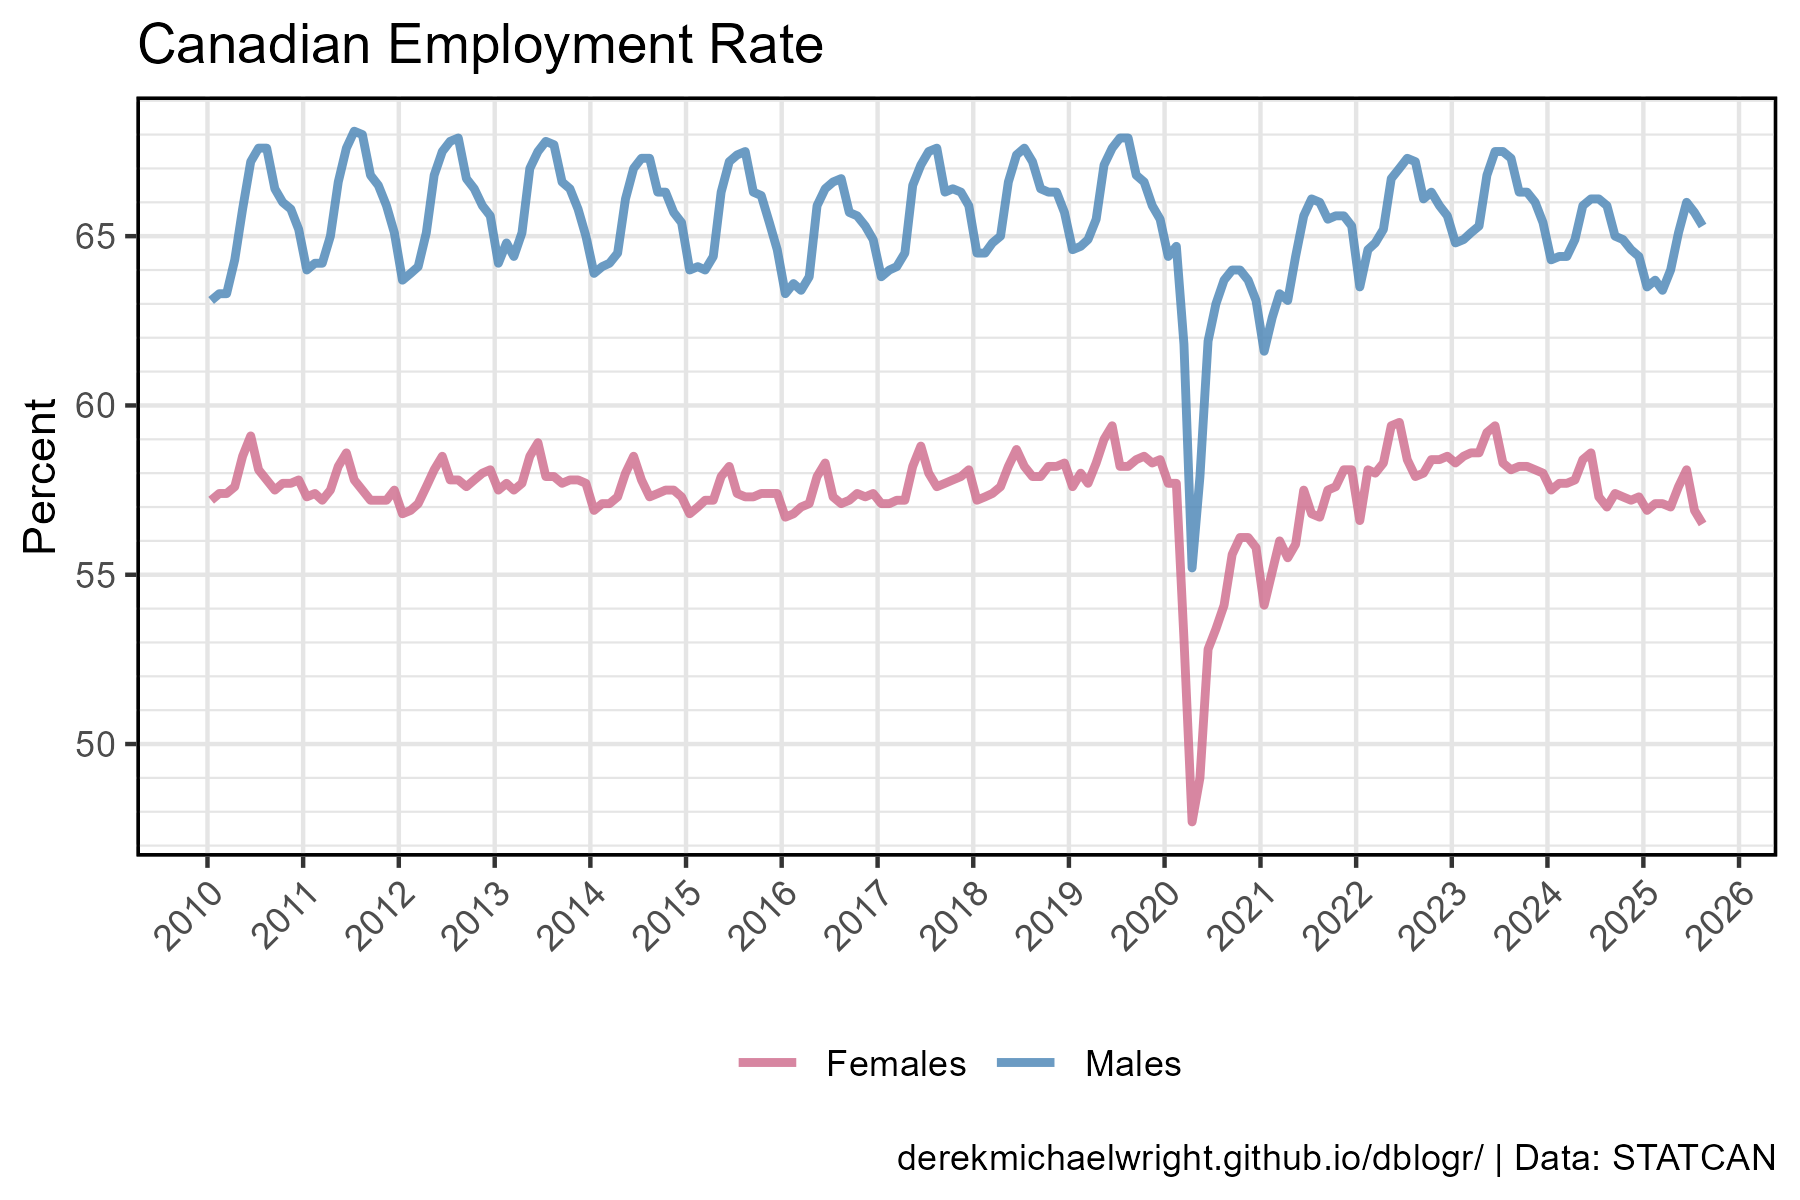 Canadian Employment Rate
Percent
65
60
55
50
2010 2011 2012 2013 2014 2015 2016 2017 2018 2019 2020 2021 2022 2023 2024 2025 2026
Females Males
derekmichaelwright.github.io/dblogr/ | Data: STATCAN